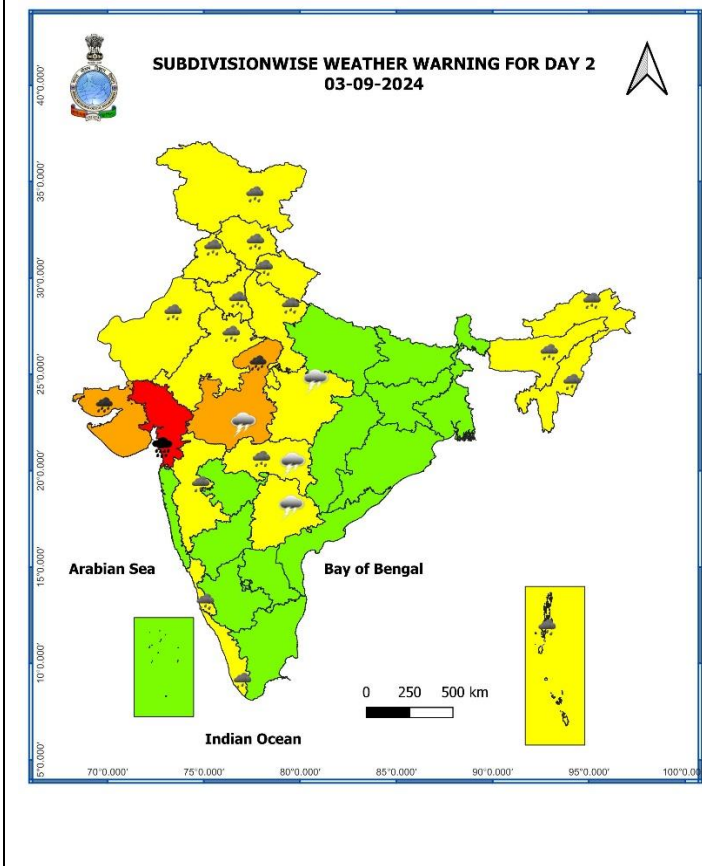 SUBDIVISIONWISE WEATHER WARNING FOR DAY 2
03-09-2024
40°0.000'
35°0.000'
30°0.000'
25°0.000'
20°0.000'
15°0.000'
10°0.000'
5°0.000'
Arabian Sea
Bay of Bengal
0 250 500 km
Indian Ocean
70°0.000' 75°0.000' 80°0.000' 85°0.000' 90°0.000' 95°0.000' 100°0.00